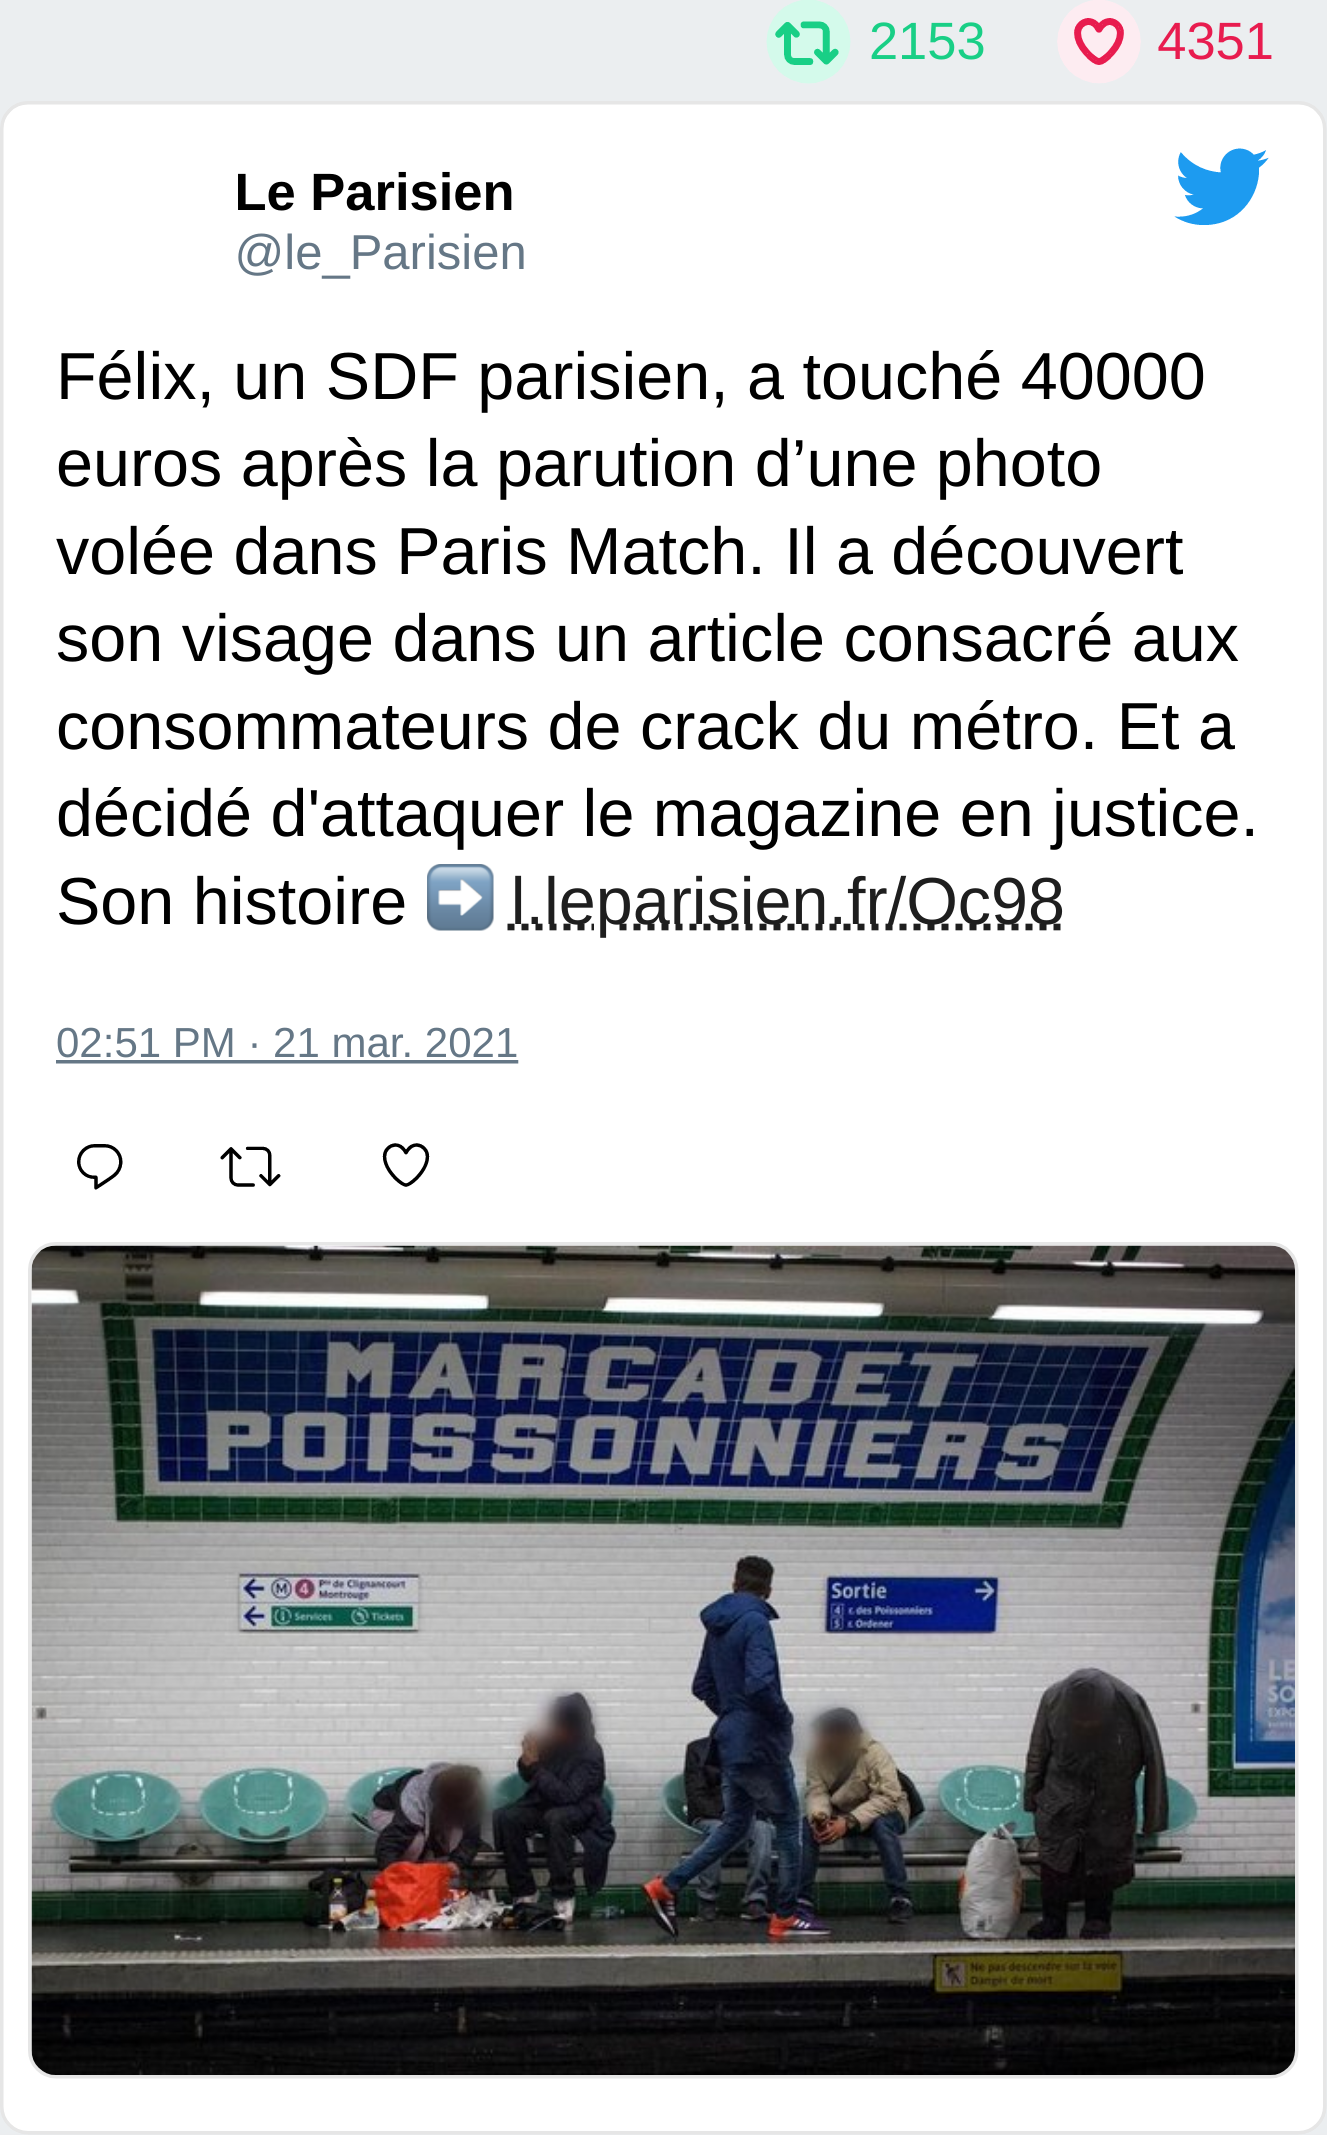 2153 4351
Le Parisien
@le_Parisien
Félix, un SDF parisien, a touché 40000
euros après la parution d’une photo
volée dans Paris Match. Il a découvert
son visage dans un article consacré aux
consommateurs de crack du métro. Et a
décidé d'attaquer le magazine en justice.
Son histoire ➡️ l.leparisien.fr/Oc98
02:51 PM · 21 mar. 2021
MARCADET
POISSONNIERS
M 4 Pte de Clignancourt
Montrouge
Services Tickets
Sortie
4 r. des Poissonniers
5 r. Ordener
LE
SO
EXPO
Ne pas descendre sur la voie
Danger de mort